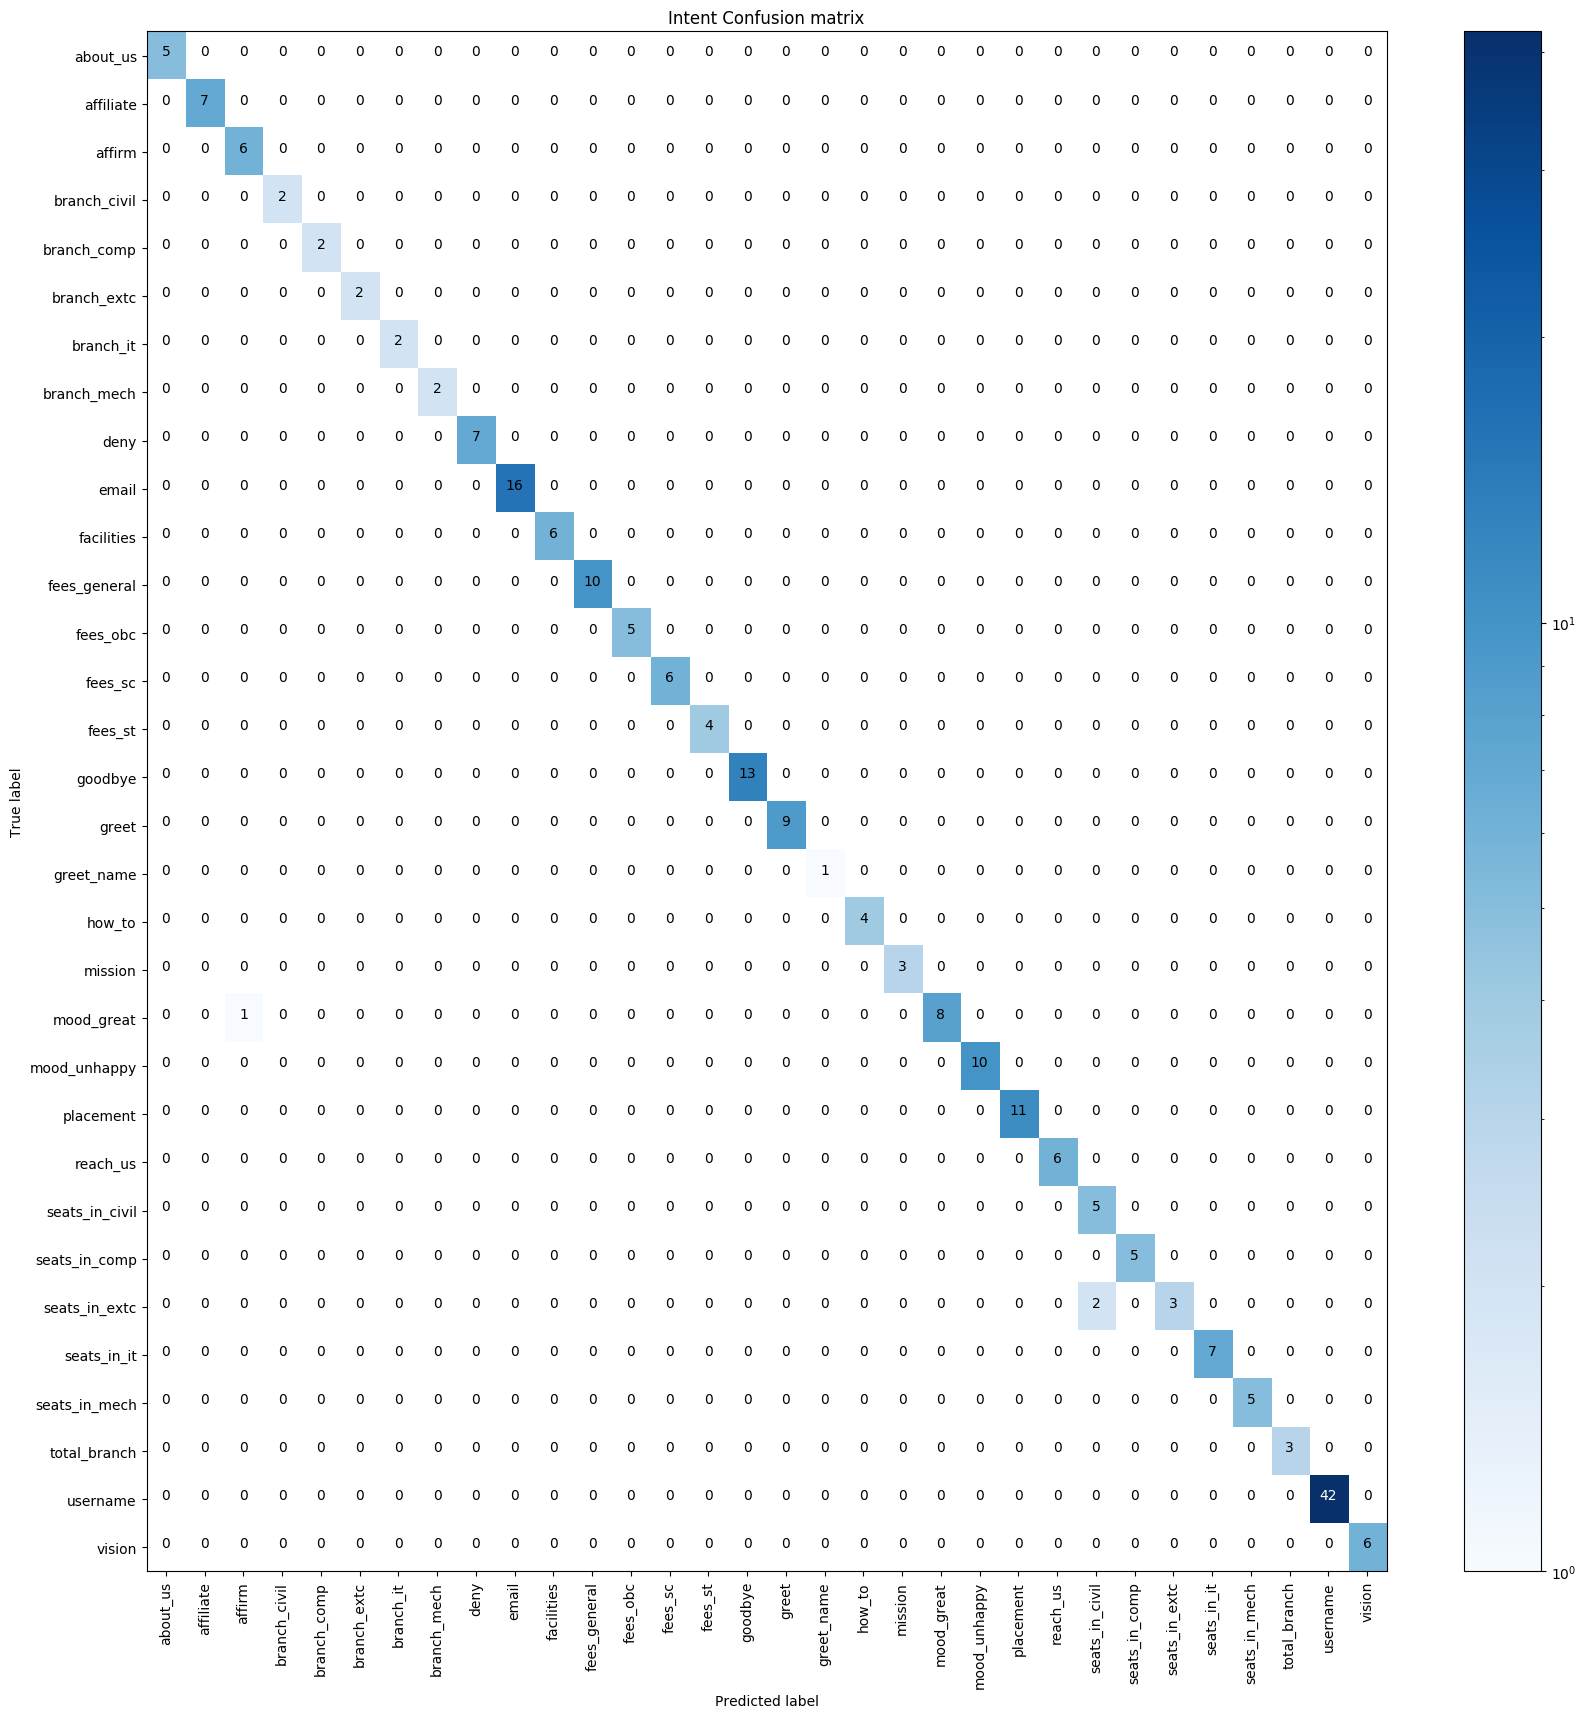 Intent Confusion matrix
about_us 5 0 0 0 0 0 0 0 0 0 0 0 0 0 0 0 0 0 0 0 0 0 0 0 0 0 0 0 0 0 0 0
affiliate 0 7 0 0 0 0 0 0 0 0 0 0 0 0 0 0 0 0 0 0 0 0 0 0 0 0 0 0 0 0 0 0
affirm 0 0 6 0 0 0 0 0 0 0 0 0 0 0 0 0 0 0 0 0 0 0 0 0 0 0 0 0 0 0 0 0
branch_civil 0 0 0 2 0 0 0 0 0 0 0 0 0 0 0 0 0 0 0 0 0 0 0 0 0 0 0 0 0 0 0 0
branch_comp 0 0 0 0 2 0 0 0 0 0 0 0 0 0 0 0 0 0 0 0 0 0 0 0 0 0 0 0 0 0 0 0
branch_extc 0 0 0 0 0 2 0 0 0 0 0 0 0 0 0 0 0 0 0 0 0 0 0 0 0 0 0 0 0 0 0 0
branch_it 0 0 0 0 0 0 2 0 0 0 0 0 0 0 0 0 0 0 0 0 0 0 0 0 0 0 0 0 0 0 0 0
branch_mech 0 0 0 0 0 0 0 2 0 0 0 0 0 0 0 0 0 0 0 0 0 0 0 0 0 0 0 0 0 0 0 0
deny 0 0 0 0 0 0 0 0 7 0 0 0 0 0 0 0 0 0 0 0 0 0 0 0 0 0 0 0 0 0 0 0
email 0 0 0 0 0 0 0 0 0 16 0 0 0 0 0 0 0 0 0 0 0 0 0 0 0 0 0 0 0 0 0 0
facilities 0 0 0 0 0 0 0 0 0 0 6 0 0 0 0 0 0 0 0 0 0 0 0 0 0 0 0 0 0 0 0 0
fees_general 0 0 0 0 0 0 0 0 0 0 0 10 0 0 0 0 0 0 0 0 0 0 0 0 0 0 0 0 0 0 0 0
fees_obc 0 0 0 0 0 0 0 0 0 0 0 0 5 0 0 0 0 0 0 0 0 0 0 0 0 0 0 0 0 0 0 0
fees_sc 0 0 0 0 0 0 0 0 0 0 0 0 0 6 0 0 0 0 0 0 0 0 0 0 0 0 0 0 0 0 0 0
fees_st 0 0 0 0 0 0 0 0 0 0 0 0 0 0 4 0 0 0 0 0 0 0 0 0 0 0 0 0 0 0 0 0
goodbye 0 0 0 0 0 0 0 0 0 0 0 0 0 0 0 13 0 0 0 0 0 0 0 0 0 0 0 0 0 0 0 0
greet 0 0 0 0 0 0 0 0 0 0 0 0 0 0 0 0 9 0 0 0 0 0 0 0 0 0 0 0 0 0 0 0
greet_name 0 0 0 0 0 0 0 0 0 0 0 0 0 0 0 0 0 1 0 0 0 0 0 0 0 0 0 0 0 0 0 0
how_to 0 0 0 0 0 0 0 0 0 0 0 0 0 0 0 0 0 0 4 0 0 0 0 0 0 0 0 0 0 0 0 0
mission 0 0 0 0 0 0 0 0 0 0 0 0 0 0 0 0 0 0 0 3 0 0 0 0 0 0 0 0 0 0 0 0
mood_great 0 0 1 0 0 0 0 0 0 0 0 0 0 0 0 0 0 0 0 0 8 0 0 0 0 0 0 0 0 0 0 0
mood_unhappy 0 0 0 0 0 0 0 0 0 0 0 0 0 0 0 0 0 0 0 0 0 10 0 0 0 0 0 0 0 0 0 0
placement 0 0 0 0 0 0 0 0 0 0 0 0 0 0 0 0 0 0 0 0 0 0 11 0 0 0 0 0 0 0 0 0
reach_us 0 0 0 0 0 0 0 0 0 0 0 0 0 0 0 0 0 0 0 0 0 0 0 6 0 0 0 0 0 0 0 0
seats_in_civil 0 0 0 0 0 0 0 0 0 0 0 0 0 0 0 0 0 0 0 0 0 0 0 0 5 0 0 0 0 0 0 0
seats_in_comp 0 0 0 0 0 0 0 0 0 0 0 0 0 0 0 0 0 0 0 0 0 0 0 0 0 5 0 0 0 0 0 0
seats_in_extc 0 0 0 0 0 0 0 0 0 0 0 0 0 0 0 0 0 0 0 0 0 0 0 0 2 0 3 0 0 0 0 0
seats_in_it 0 0 0 0 0 0 0 0 0 0 0 0 0 0 0 0 0 0 0 0 0 0 0 0 0 0 0 7 0 0 0 0
seats_in_mech 0 0 0 0 0 0 0 0 0 0 0 0 0 0 0 0 0 0 0 0 0 0 0 0 0 0 0 0 5 0 0 0
total_branch 0 0 0 0 0 0 0 0 0 0 0 0 0 0 0 0 0 0 0 0 0 0 0 0 0 0 0 0 0 3 0 0
username 0 0 0 0 0 0 0 0 0 0 0 0 0 0 0 0 0 0 0 0 0 0 0 0 0 0 0 0 0 0 42 0
vision 0 0 0 0 0 0 0 0 0 0 0 0 0 0 0 0 0 0 0 0 0 0 0 0 0 0 0 0 0 0 0 6
True label
about_us
affiliate
affirm
branch_civil
branch_comp
branch_extc
branch_it
branch_mech
deny
email
facilities
fees_general
fees_obc
fees_sc
fees_st
goodbye
greet
greet_name
how_to
mission
mood_great
mood_unhappy
placement
reach_us
seats_in_civil
seats_in_comp
seats_in_extc
seats_in_it
seats_in_mech
total_branch
username
vision
Predicted label
10¹
10⁰